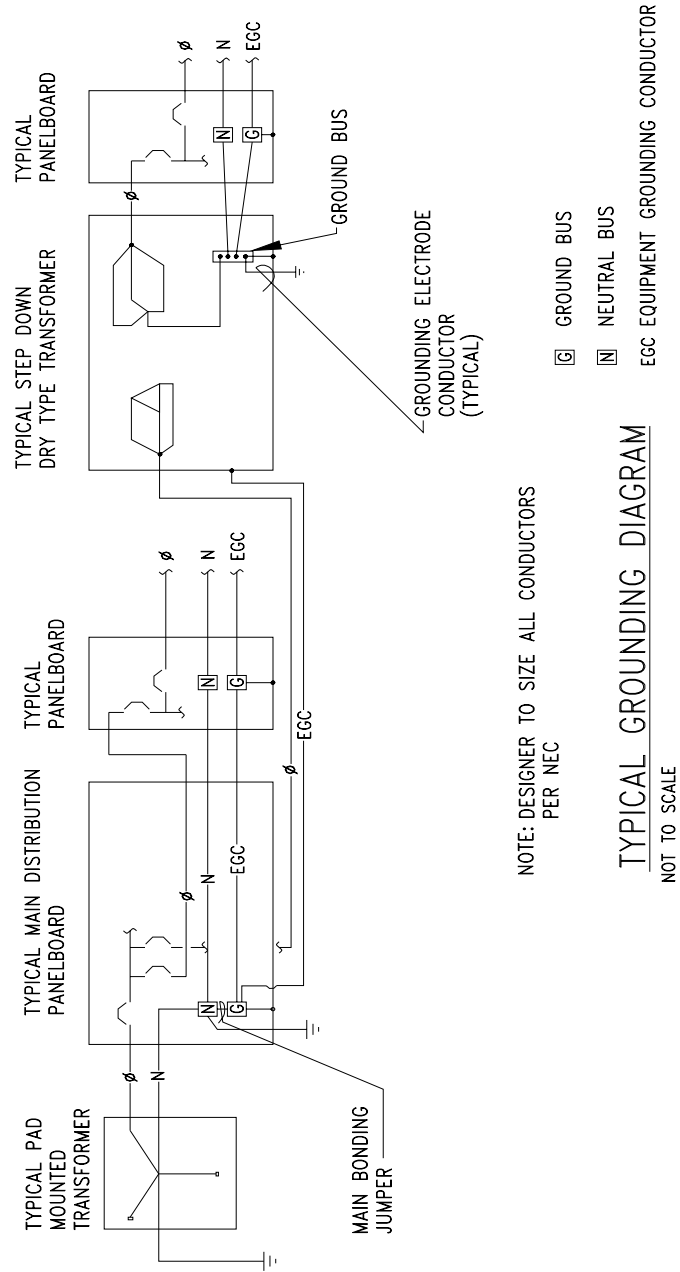 TYPICAL PAD
MOUNTED
TRANSFORMER
TYPICAL MAIN DISTRIBUTION
PANELBOARD
TYPICAL
PANELBOARD
TYPICAL STEP DOWN
DRY TYPE TRANSFORMER
TYPICAL
PANELBOARD
Ø
N
Ø
N
EGC
N
G
Ø
EGC
N
G
Ø
N
EGC
Ø
N
G
Ø
N
EGC
MAIN BONDING
JUMPER
GROUND BUS
GROUNDING ELECTRODE
CONDUCTOR
(TYPICAL)
NOTE: DESIGNER TO SIZE ALL CONDUCTORS
PER NEC
G GROUND BUS
N NEUTRAL BUS
EGC EQUIPMENT GROUNDING CONDUCTOR
TYPICAL GROUNDING DIAGRAM
NOT TO SCALE